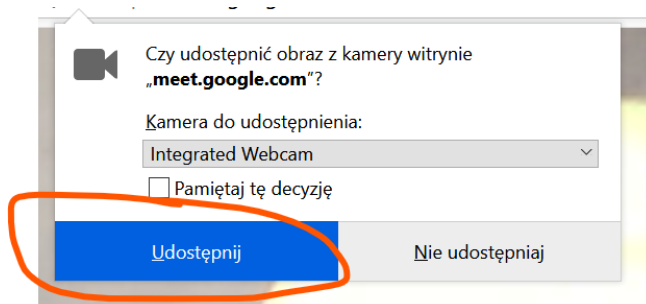 Czy udostępnić obraz z kamery witrynie
„meet.google.com”?
Kamera do udostępnienia:
Integrated Webcam
Pamiętaj tę decyzję
Udostępnij
Nie udostępniaj